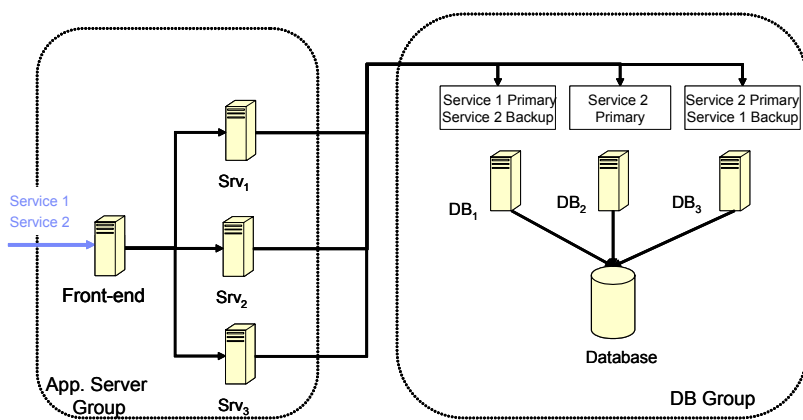 Service 1
Service 2
Front-end
Srv1
Srv2
Srv3
App. Server
Group
Service 1 Primary
Service 2 Backup
Service 2
Primary
Service 2 Primary
Service 1 Backup
DB1
DB2
DB3
Database
DB Group